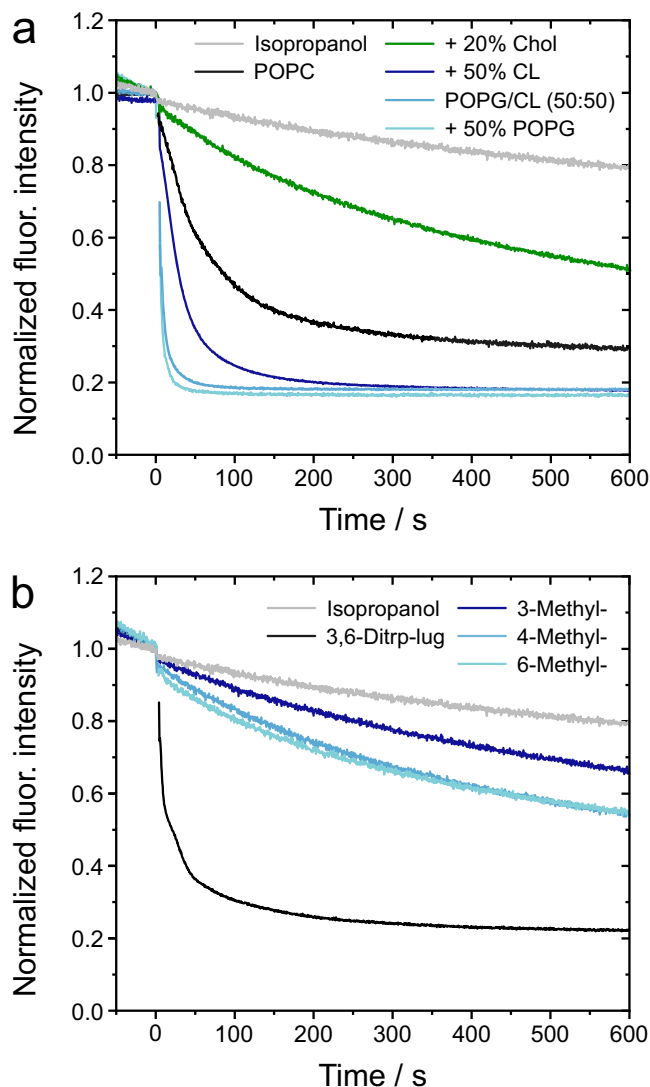 a
Normalized fluor. intensity
1.2
1.0
0.8
0.6
0.4
0.2
0.0
Isopropanol
POPC
+ 20% Chol
+ 50% CL
POPG/CL (50:50)
+ 50% POPG
0 100 200 300 400 500 600
Time / s
b
Normalized fluor. intensity
1.2
1.0
0.8
0.6
0.4
0.2
0.0
Isopropanol
3,6-Ditrp-lug
3-Methyl-
4-Methyl-
6-Methyl-
0 100 200 300 400 500 600
Time / s